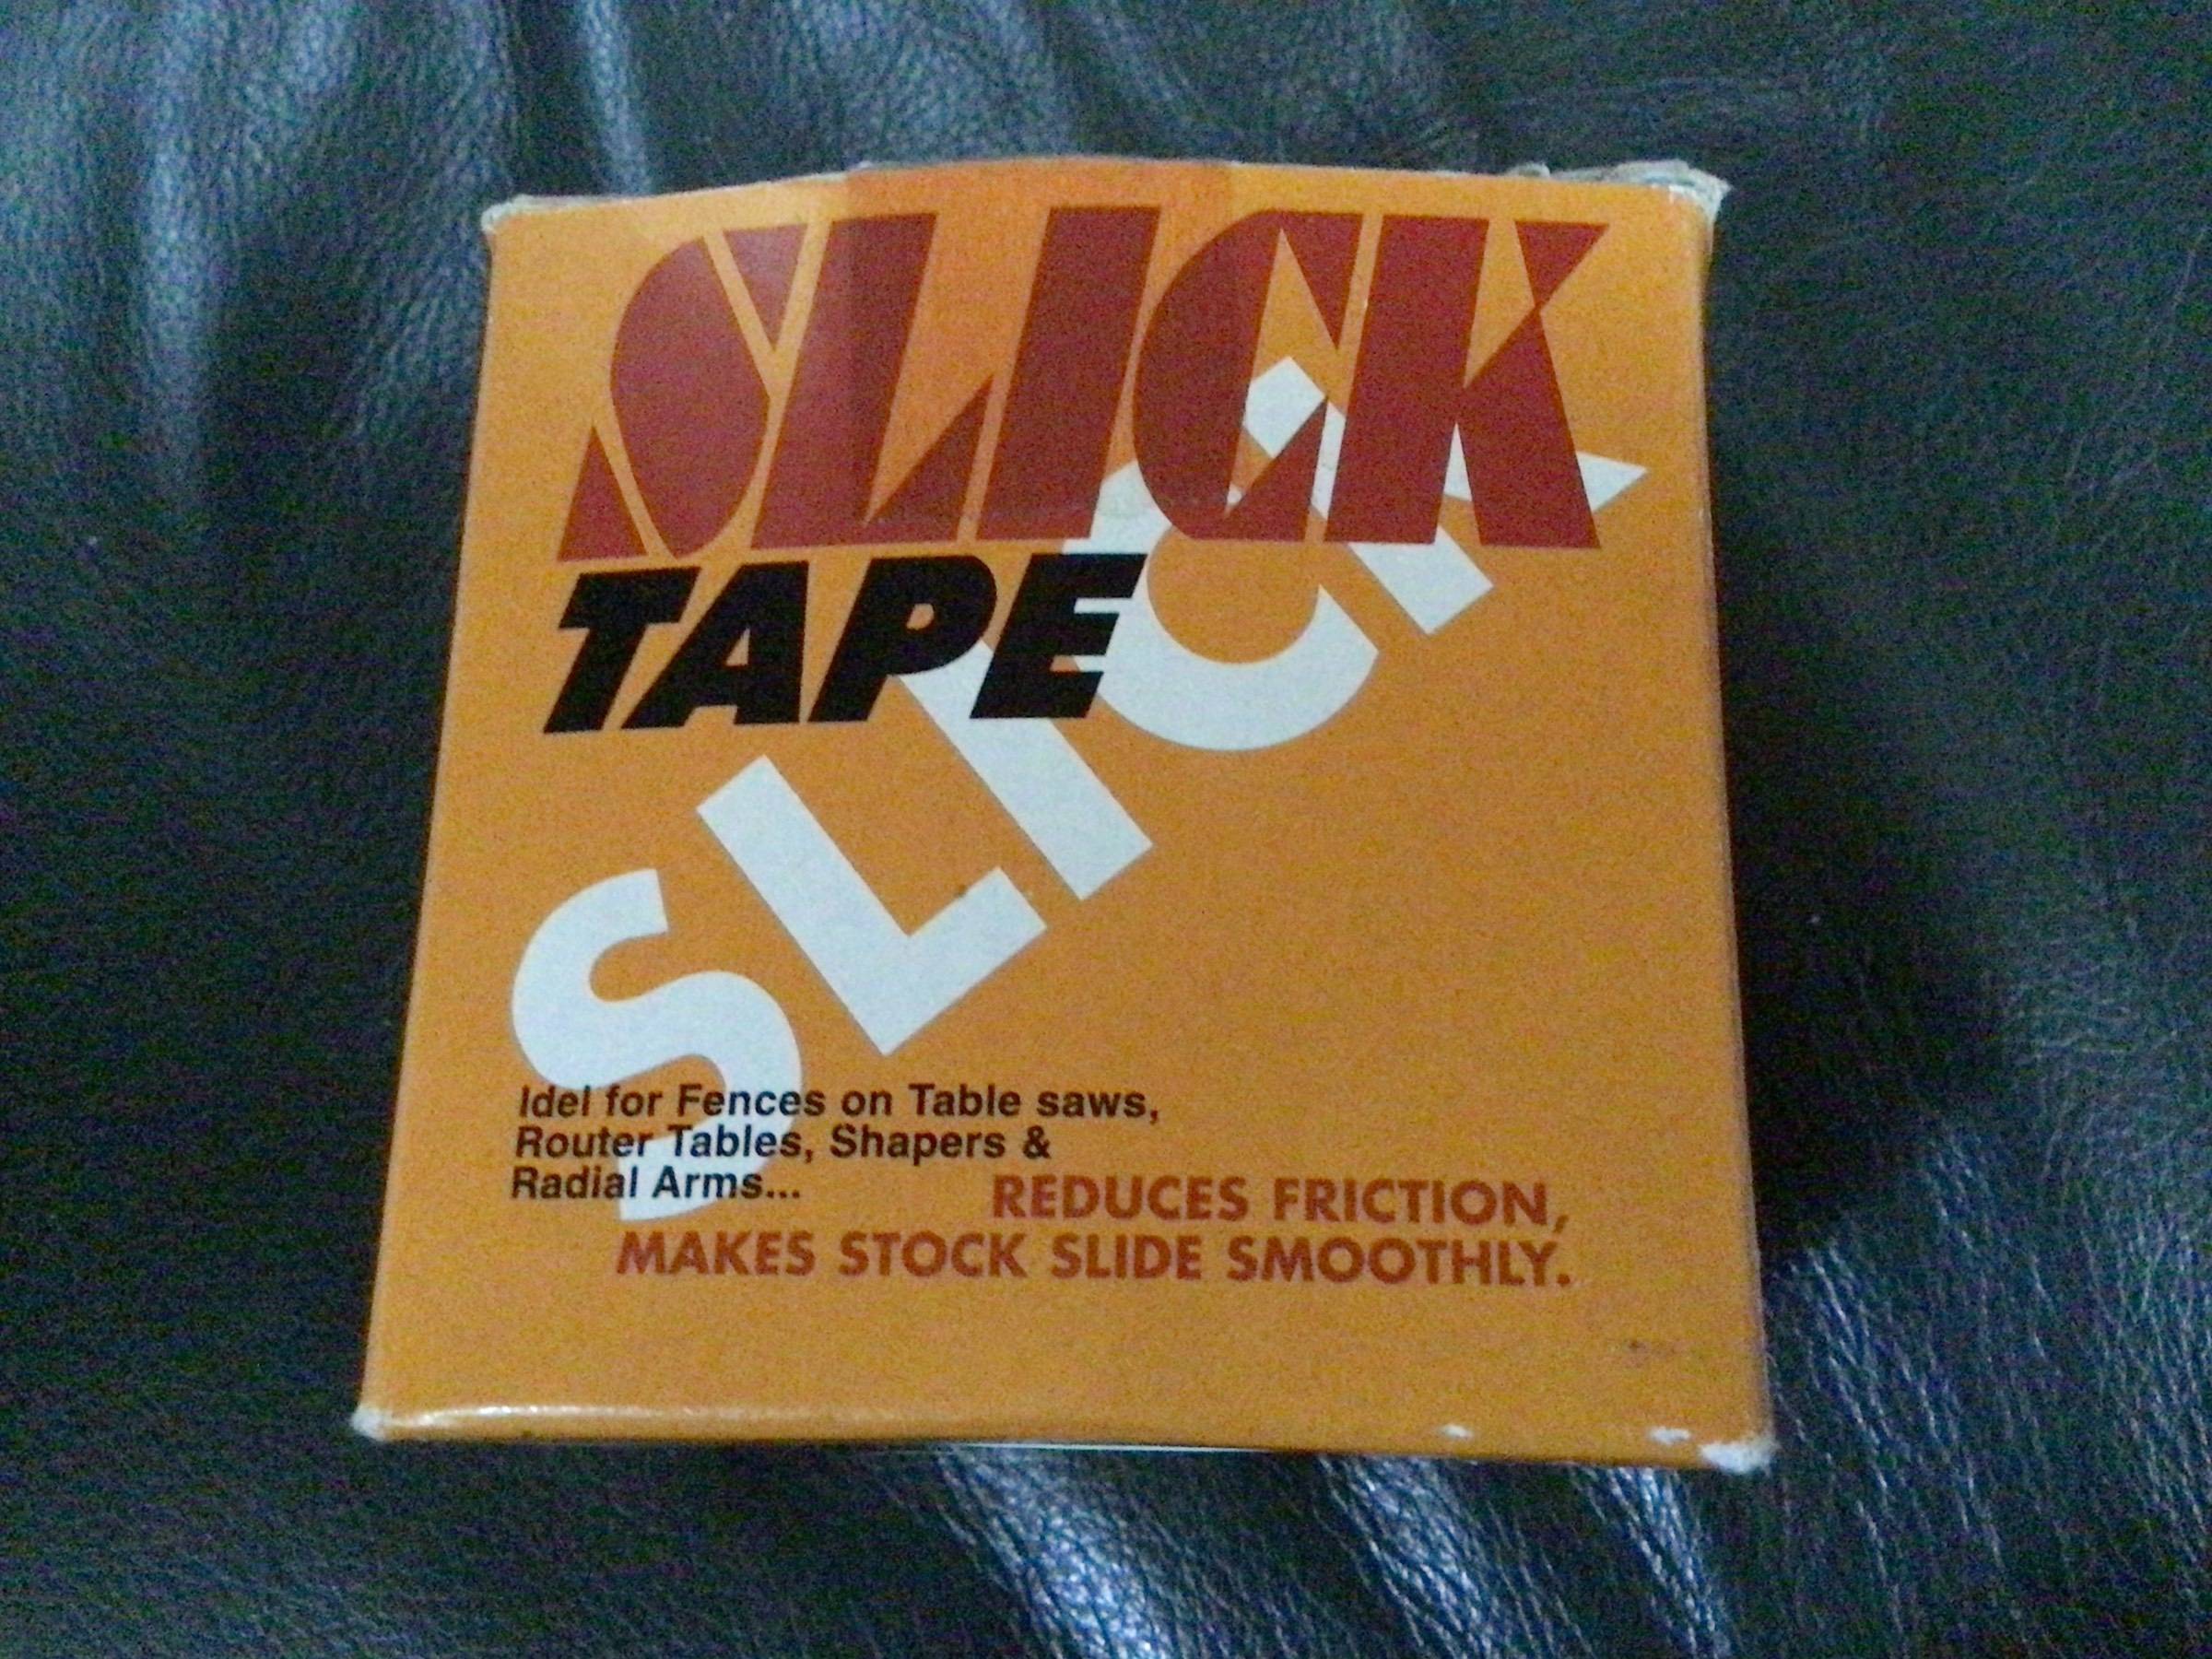 SLICK
TAPE
SLICK
Idel for Fences on Table saws,
Router Tables, Shapers &
Radial Arms...
REDUCES FRICTION,
MAKES STOCK SLIDE SMOOTHLY.